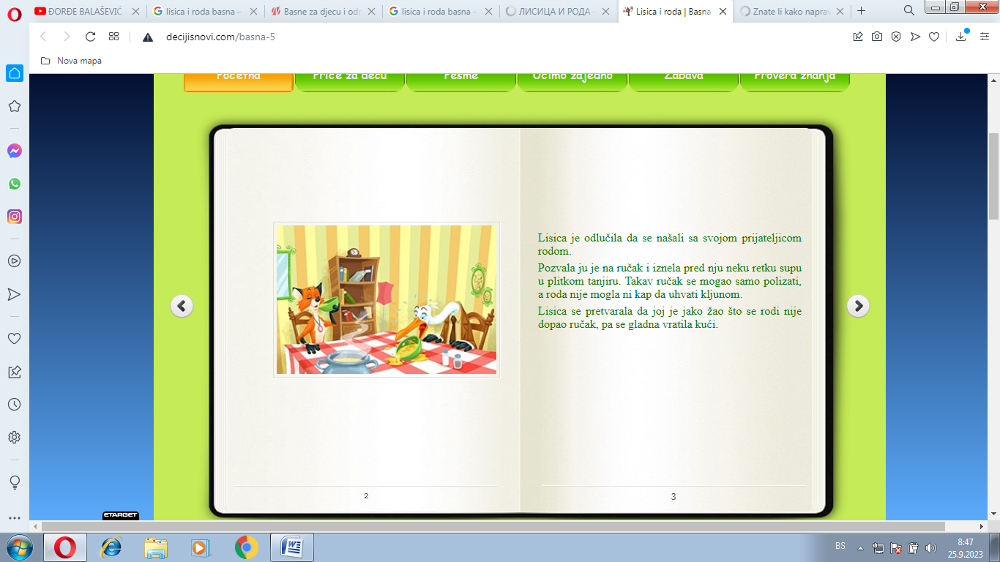 ĐORĐE BALAŠEVIĆ
lisica i roda basna –
Basne za djecu i odr
lisica i roda basna -
ЛИСИЦА И РОДА –
Lisica i roda | Basna
Znate li kako naprav
decijisnovi.com/basna-5
Nova mapa
Početna
Priče za decu
Pesme
Učimo zajedno
Zabava
Provera znanja
Lisica je odlučila da se našali sa svojom prijateljicom
rodom.
Pozvala ju je na ručak i iznela pred nju neku retku supu
u plitkom tanjiru. Takav ručak se mogao samo polizati,
a roda nije mogla ni kap da uhvati kljunom.
Lisica se pretvarala da joj je jako žao što se rodi nije
dopao ručak, pa se gladna vratila kući.
2
3
ETARGET
BS
8:47
25.9.2023